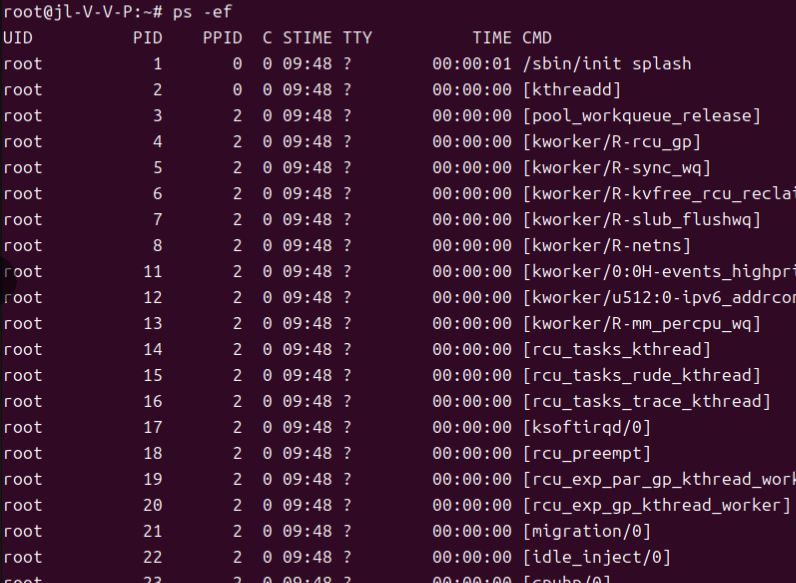 root@jl-V-V-P:~# ps -ef
UID PID PPID C STIME TTY TIME CMD
root 1 0 0 09:48 ? 00:00:01 /sbin/init splash
root 2 0 0 09:48 ? 00:00:00 [kthreadd]
root 3 2 0 09:48 ? 00:00:00 [pool_workqueue_release]
root 4 2 0 09:48 ? 00:00:00 [kworker/R-rcu_gp]
root 5 2 0 09:48 ? 00:00:00 [kworker/R-sync_wq]
root 6 2 0 09:48 ? 00:00:00 [kworker/R-kvfree_rcu_reclai
root 7 2 0 09:48 ? 00:00:00 [kworker/R-slub_flushwq]
root 8 2 0 09:48 ? 00:00:00 [kworker/R-netns]
root 11 2 0 09:48 ? 00:00:00 [kworker/0:0H-events_highpri
root 12 2 0 09:48 ? 00:00:00 [kworker/u512:0-ipv6_addrcon
root 13 2 0 09:48 ? 00:00:00 [kworker/R-mm_percpu_wq]
root 14 2 0 09:48 ? 00:00:00 [rcu_tasks_kthread]
root 15 2 0 09:48 ? 00:00:00 [rcu_tasks_rude_kthread]
root 16 2 0 09:48 ? 00:00:00 [rcu_tasks_trace_kthread]
root 17 2 0 09:48 ? 00:00:00 [ksoftirqd/0]
root 18 2 0 09:48 ? 00:00:00 [rcu_preempt]
root 19 2 0 09:48 ? 00:00:00 [rcu_exp_par_gp_kthread_work
root 20 2 0 09:48 ? 00:00:00 [rcu_exp_gp_kthread_worker]
root 21 2 0 09:48 ? 00:00:00 [migration/0]
root 22 2 0 09:48 ? 00:00:00 [idle_inject/0]
root 23 2 0 09:48 ? 00:00:00 [cpuhp/0]